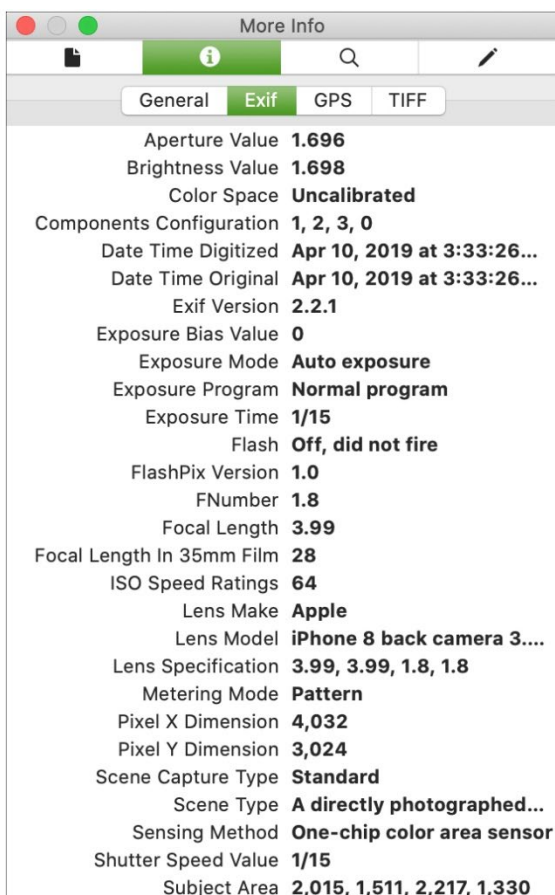 More Info
General Exif GPS TIFF
Aperture Value 1.696
Brightness Value 1.698
Color Space Uncalibrated
Components Configuration 1, 2, 3, 0
Date Time Digitized Apr 10, 2019 at 3:33:26...
Date Time Original Apr 10, 2019 at 3:33:26...
Exif Version 2.2.1
Exposure Bias Value 0
Exposure Mode Auto exposure
Exposure Program Normal program
Exposure Time 1/15
Flash Off, did not fire
FlashPix Version 1.0
FNumber 1.8
Focal Length 3.99
Focal Length In 35mm Film 28
ISO Speed Ratings 64
Lens Make Apple
Lens Model iPhone 8 back camera 3....
Lens Specification 3.99, 3.99, 1.8, 1.8
Metering Mode Pattern
Pixel X Dimension 4,032
Pixel Y Dimension 3,024
Scene Capture Type Standard
Scene Type A directly photographed...
Sensing Method One-chip color area sensor
Shutter Speed Value 1/15
Subject Area 2,015, 1,511, 2,217, 1,330